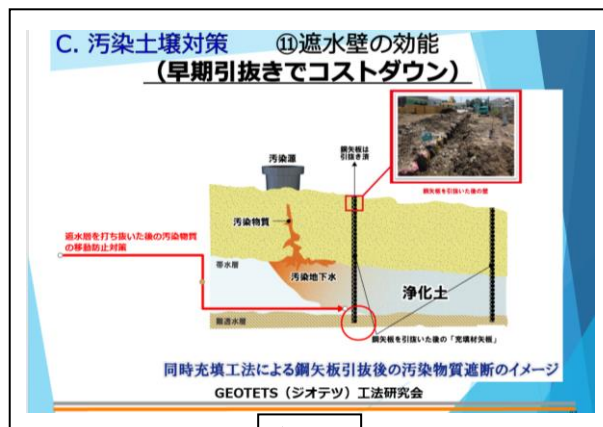 C. 汚染土壌対策 ⑪遮水壁の効能
（早期引抜きでコストダウン）
鋼矢板は
引抜き済
汚染源
鋼矢板を引抜いた後の壁
汚染物質
遮水層を打ち抜いた後の汚染物質
の移動防止対策
帯水層
汚染地下水
浄化土
難透水層
鋼矢板を引抜いた後の「充填材矢板」
同時充填工法による鋼矢板引抜後の汚染物質遮断のイメージ
GEOTETS（ジオテツ）工法研究会